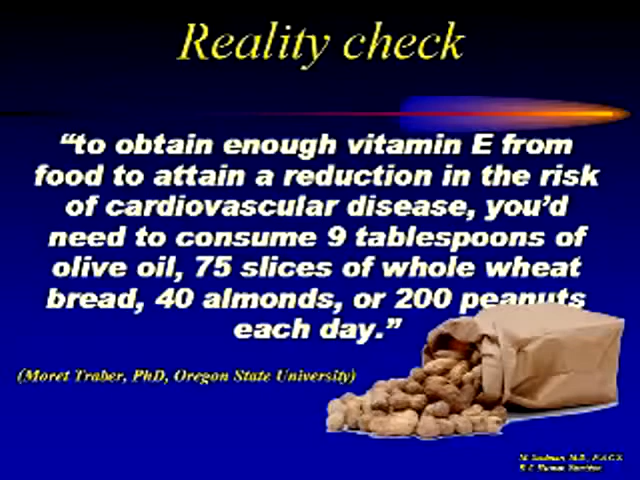 Reality check
“to obtain enough vitamin E from
food to attain a reduction in the risk
of cardiovascular disease, you’d
need to consume 9 tablespoons of
olive oil, 75 slices of whole wheat
bread, 40 almonds, or 200 peanuts
each day.”
(Moret Traber, PhD, Oregon State University)